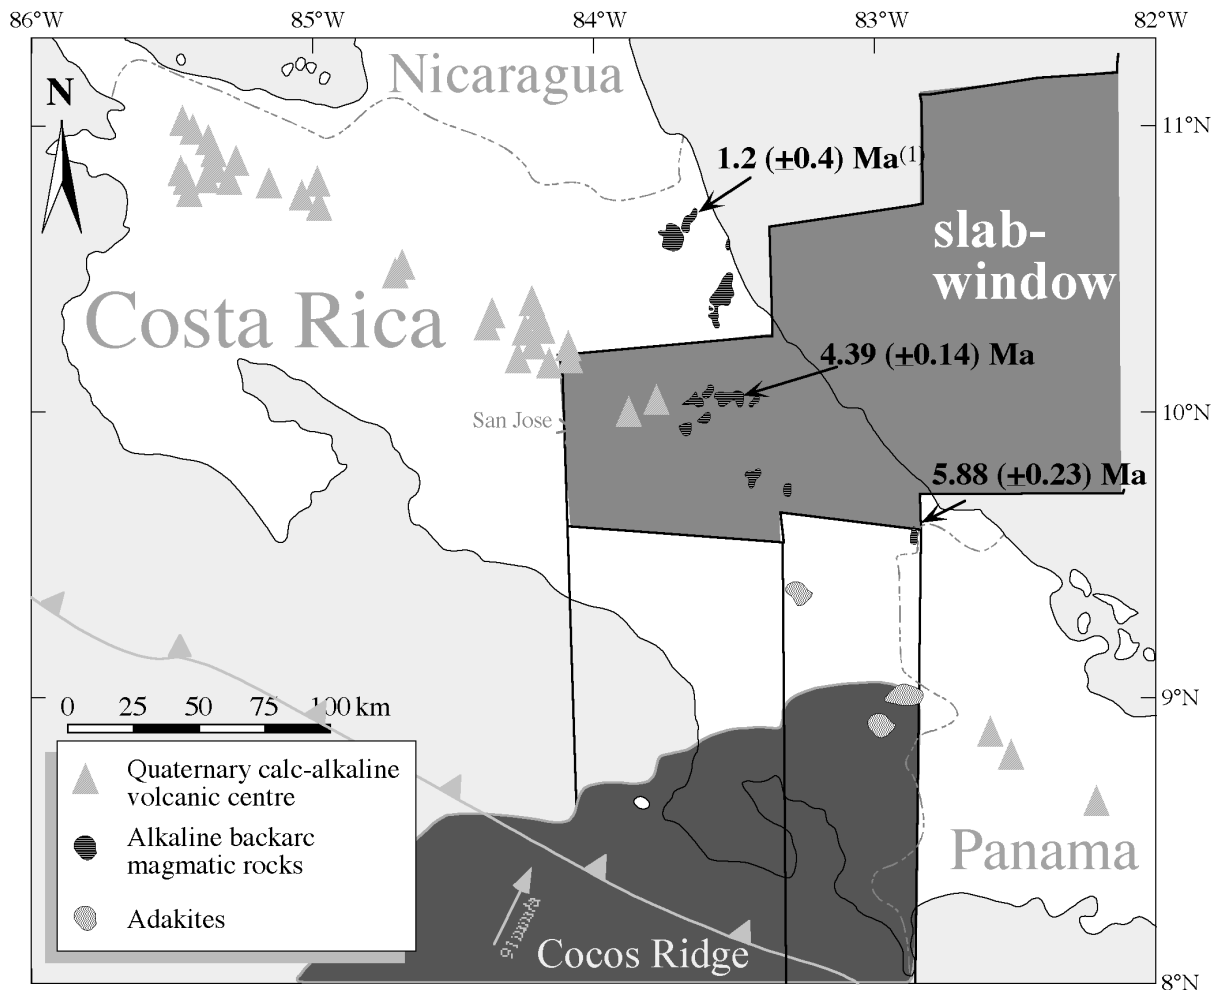 86°W 84°W 83°W 82°W
Nicaragua
N
11°N
1.2 (±0.4) Ma(1)
slab-
window
Costa Rica
4.39 (±0.14) Ma
San Jose
10°N
5.88 (±0.23) Ma
0 25 50 75 100 km
9°N
Quaternary calc-alkaline
volcanic centre
Alkaline backarc
magmatic rocks
Adakites
Panama
Cocos Ridge
85°W
8°N